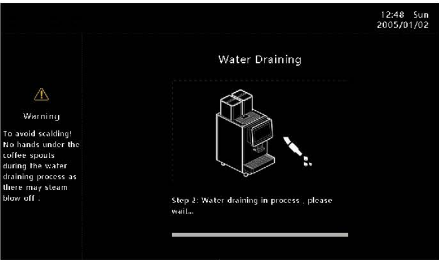 12:48 Sun
2005/01/02
Water Draining
Warning
To avoid scalding!
No hands under the
coffee spouts
during the water
draining process as
there may steam
blow off .
Step 2: Water draining in process , please
wait...